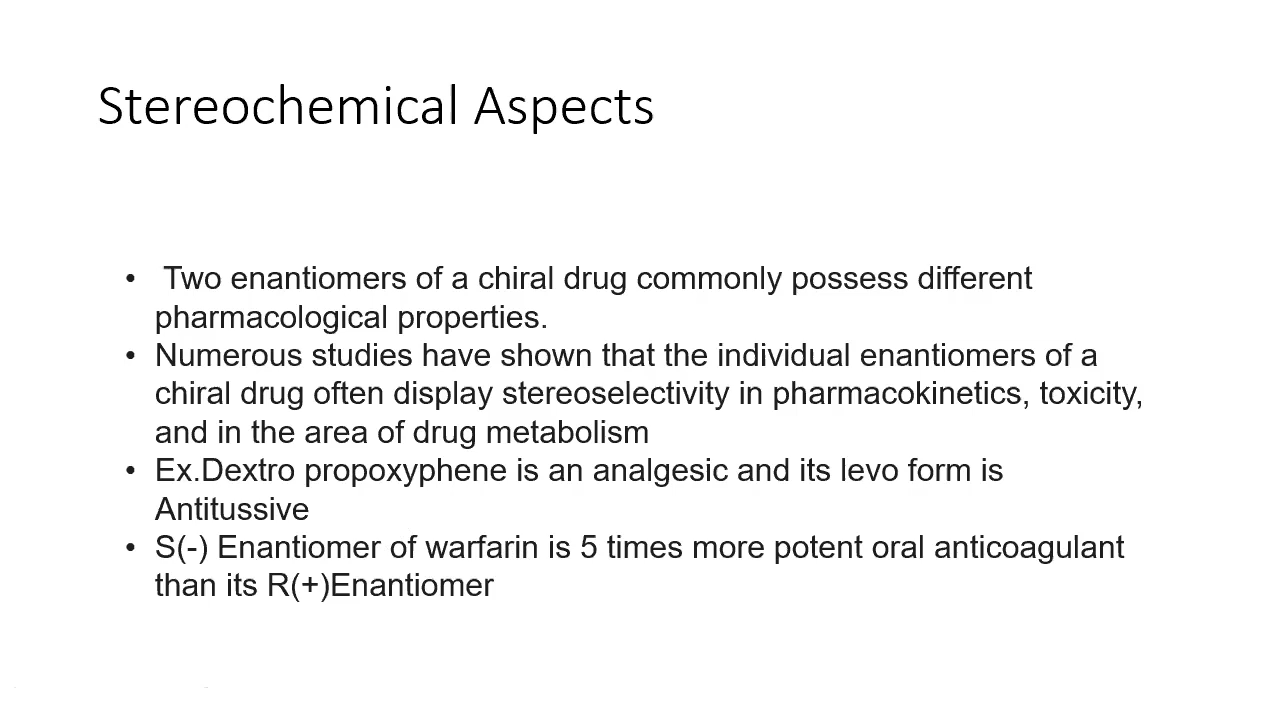 Stereochemical Aspects
• Two enantiomers of a chiral drug commonly possess different
pharmacological properties.
• Numerous studies have shown that the individual enantiomers of a
chiral drug often display stereoselectivity in pharmacokinetics, toxicity,
and in the area of drug metabolism
• Ex.Dextro propoxyphene is an analgesic and its levo form is
Antitussive
• S(-) Enantiomer of warfarin is 5 times more potent oral anticoagulant
than its R(+)Enantiomer